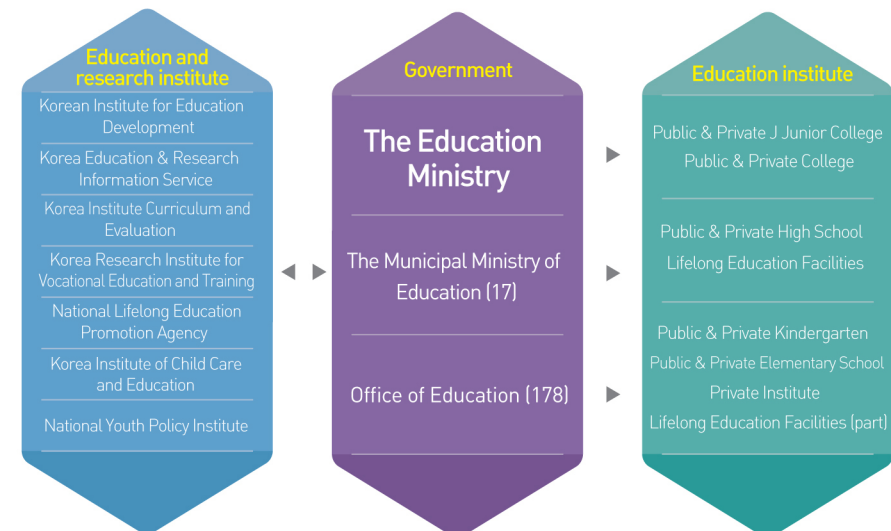 Education and
research institute
Korean Institute for Education
Development
Korea Education & Research
Information Service
Korea Institute Curriculum and
Evaluation
Korea Research Institute for
Vocational Education and Training
National Lifelong Education
Promotion Agency
Korea Institute of Child Care
and Education
National Youth Policy Institute
Government
The Education
Ministry
The Municipal Ministry of
Education (17)
Office of Education (178)
Education institute
Public & Private J Junior College
Public & Private College
Public & Private High School
Lifelong Education Facilities
Public & Private Kindergarten
Public & Private Elementary School
Private Institute
Lifelong Education Facilities (part)